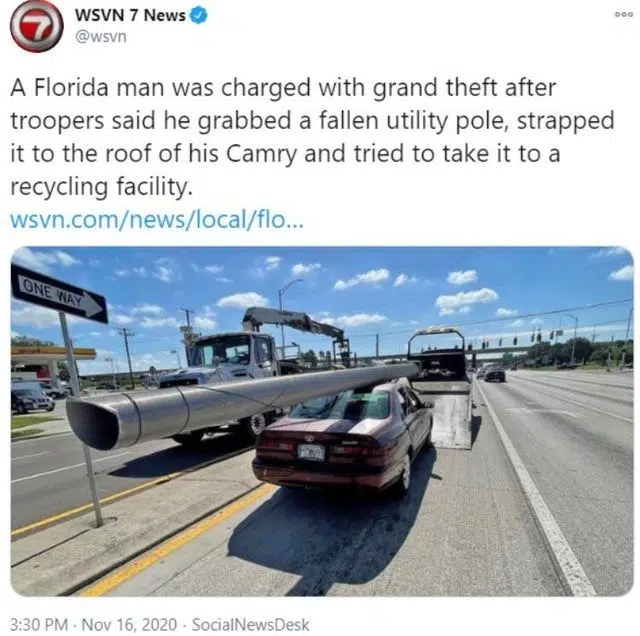 WSVN 7 News
@wsvn
A Florida man was charged with grand theft after
troopers said he grabbed a fallen utility pole, strapped
it to the roof of his Camry and tried to take it to a
recycling facility.
wsvn.com/news/local/flo...
ONE WAY
3:30 PM · Nov 16, 2020 · SocialNewsDesk